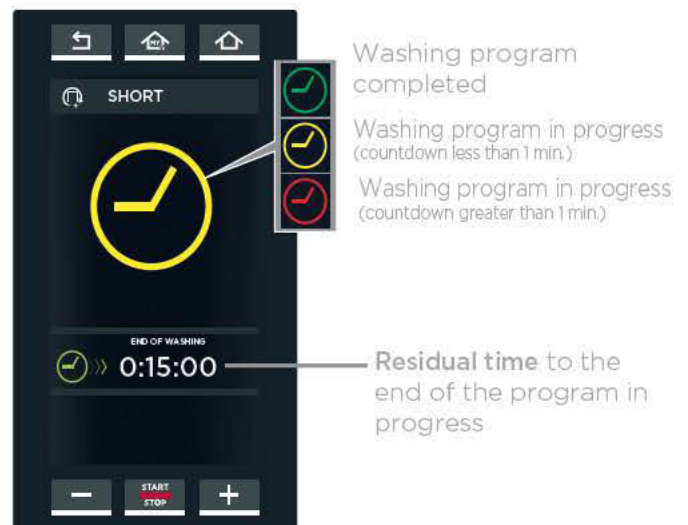 MY
SHORT
Washing program
completed
Washing program in progress
(countdown less than 1 min.)
Washing program in progress
(countdown greater than 1 min.)
END OF WASHING
0:15:00
Residual time to the
end of the program in
progress
START
STOP